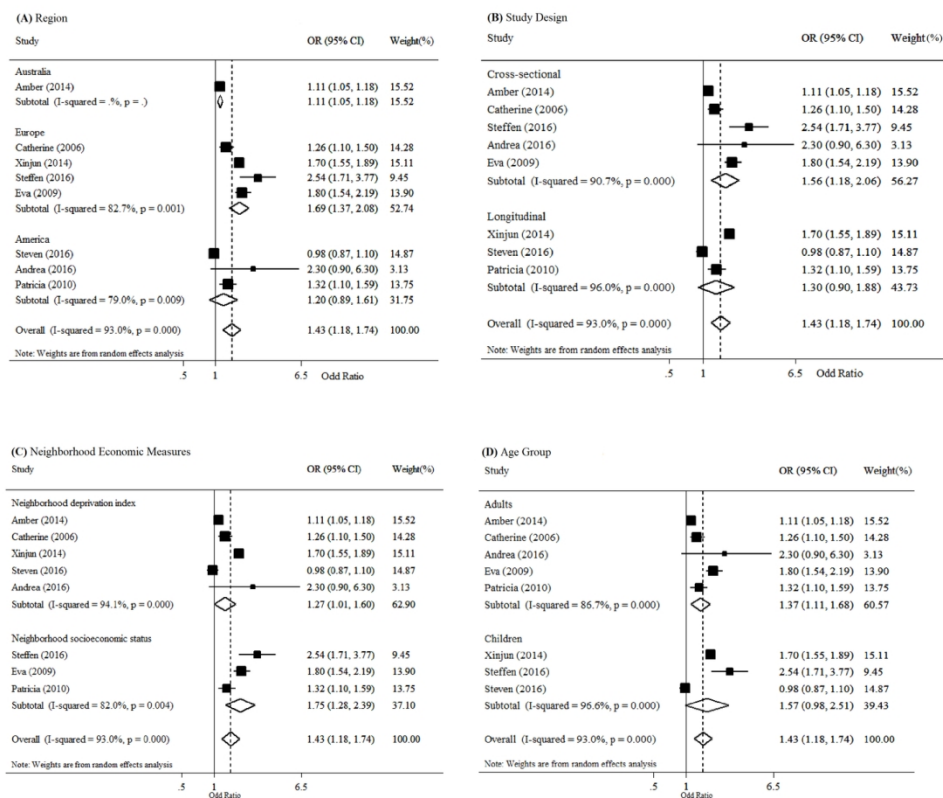 (A) Region
Study OR (95% CI) Weight(%)
Australia
Amber (2014) 1.11 (1.05, 1.18) 15.52
Subtotal (I-squared = .%, p = .) 1.11 (1.05, 1.18) 15.52
Europe
Catherine (2006) 1.26 (1.10, 1.50) 14.28
Xinjun (2014) 1.70 (1.55, 1.89) 15.11
Steffen (2016) 2.54 (1.71, 3.77) 9.45
Eva (2009) 1.80 (1.54, 2.19) 13.90
Subtotal (I-squared = 82.7%, p = 0.001) 1.69 (1.37, 2.08) 52.74
America
Steven (2016) 0.98 (0.87, 1.10) 14.87
Andrea (2016) 2.30 (0.90, 6.30) 3.13
Patricia (2010) 1.32 (1.10, 1.59) 13.75
Subtotal (I-squared = 79.0%, p = 0.009) 1.20 (0.89, 1.61) 31.75
Overall (I-squared = 93.0%, p = 0.000) 1.43 (1.18, 1.74) 100.00
Note: Weights are from random effects analysis
.5 1 6.5
Odd Ratio
(B) Study Design
Study OR (95% CI) Weight(%)
Cross-sectional
Amber (2014) 1.11 (1.05, 1.18) 15.52
Catherine (2006) 1.26 (1.10, 1.50) 14.28
Steffen (2016) 2.54 (1.71, 3.77) 9.45
Andrea (2016) 2.30 (0.90, 6.30) 3.13
Eva (2009) 1.80 (1.54, 2.19) 13.90
Subtotal (I-squared = 90.7%, p = 0.000) 1.56 (1.18, 2.06) 56.27
Longitudinal
Xinjun (2014) 1.70 (1.55, 1.89) 15.11
Steven (2016) 0.98 (0.87, 1.10) 14.87
Patricia (2010) 1.32 (1.10, 1.59) 13.75
Subtotal (I-squared = 96.0%, p = 0.000) 1.30 (0.90, 1.88) 43.73
Overall (I-squared = 93.0%, p = 0.000) 1.43 (1.18, 1.74) 100.00
Note: Weights are from random effects analysis
.5 1 6.5
Odd Ratio
(C) Neighborhood Economic Measures
Study OR (95% CI) Weight(%)
Neighborhood deprivation index
Amber (2014) 1.11 (1.05, 1.18) 15.52
Catherine (2006) 1.26 (1.10, 1.50) 14.28
Xinjun (2014) 1.70 (1.55, 1.89) 15.11
Steven (2016) 0.98 (0.87, 1.10) 14.87
Andrea (2016) 2.30 (0.90, 6.30) 3.13
Subtotal (I-squared = 94.1%, p = 0.000) 1.27 (1.01, 1.60) 62.90
Neighborhood socioeconomic status
Steffen (2016) 2.54 (1.71, 3.77) 9.45
Eva (2009) 1.80 (1.54, 2.19) 13.90
Patricia (2010) 1.32 (1.10, 1.59) 13.75
Subtotal (I-squared = 82.0%, p = 0.004) 1.75 (1.28, 2.39) 37.10
Overall (I-squared = 93.0%, p = 0.000) 1.43 (1.18, 1.74) 100.00
Note: Weights are from random effects analysis
.5 1 6.5
Odd Ratio
(D) Age Group
Study OR (95% CI) Weight(%)
Adults
Amber (2014) 1.11 (1.05, 1.18) 15.52
Catherine (2006) 1.26 (1.10, 1.50) 14.28
Andrea (2016) 2.30 (0.90, 6.30) 3.13
Eva (2009) 1.80 (1.54, 2.19) 13.90
Patricia (2010) 1.32 (1.10, 1.59) 13.75
Subtotal (I-squared = 86.7%, p = 0.000) 1.37 (1.11, 1.68) 60.57
Children
Xinjun (2014) 1.70 (1.55, 1.89) 15.11
Steffen (2016) 2.54 (1.71, 3.77) 9.45
Steven (2016) 0.98 (0.87, 1.10) 14.87
Subtotal (I-squared = 96.6%, p = 0.000) 1.57 (0.98, 2.51) 39.43
Overall (I-squared = 93.0%, p = 0.000) 1.43 (1.18, 1.74) 100.00
Note: Weights are from random effects analysis
.5 1 6.5
Odd Ratio